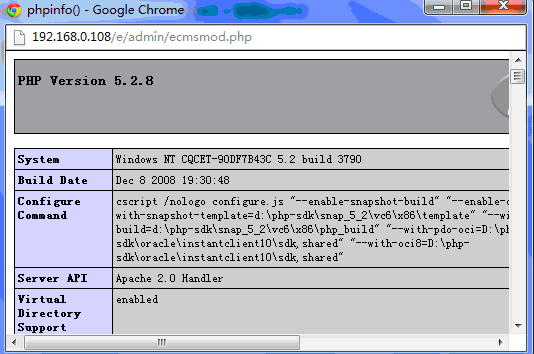 phpinfo() - Google Chrome
192.168.0.108/e/admin/ecmsmod.php
PHP Version 5.2.8
System Windows NT CQCET-90DF7B43C 5.2 build 3790
Build Date Dec 8 2008 19:30:48
Configure cscript /nologo configure.js "--enable-snapshot-build" "--enable-
Command with-snapshot-template=d:\php-sdk\snap_5_2\vc6\x86\template" "--wi
build=d:\php-sdk\snap_5_2\vc6\x86\php_build" "--with-pdo-oci=D:\ph
sdk\oracle\instantclient10\sdk,shared" "--with-oci8=D:\php-
sdk\oracle\instantclient10\sdk,shared"
Server API Apache 2.0 Handler
Virtual enabled
Directory
Support